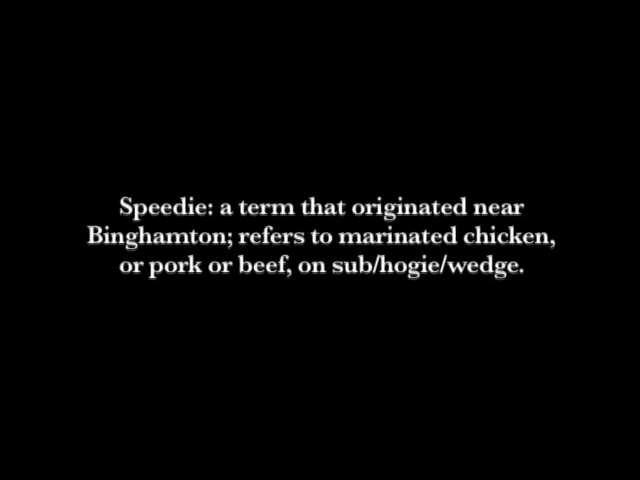 Speedie: a term that originated near
Binghamton; refers to marinated chicken,
or pork or beef, on sub/hogie/wedge.